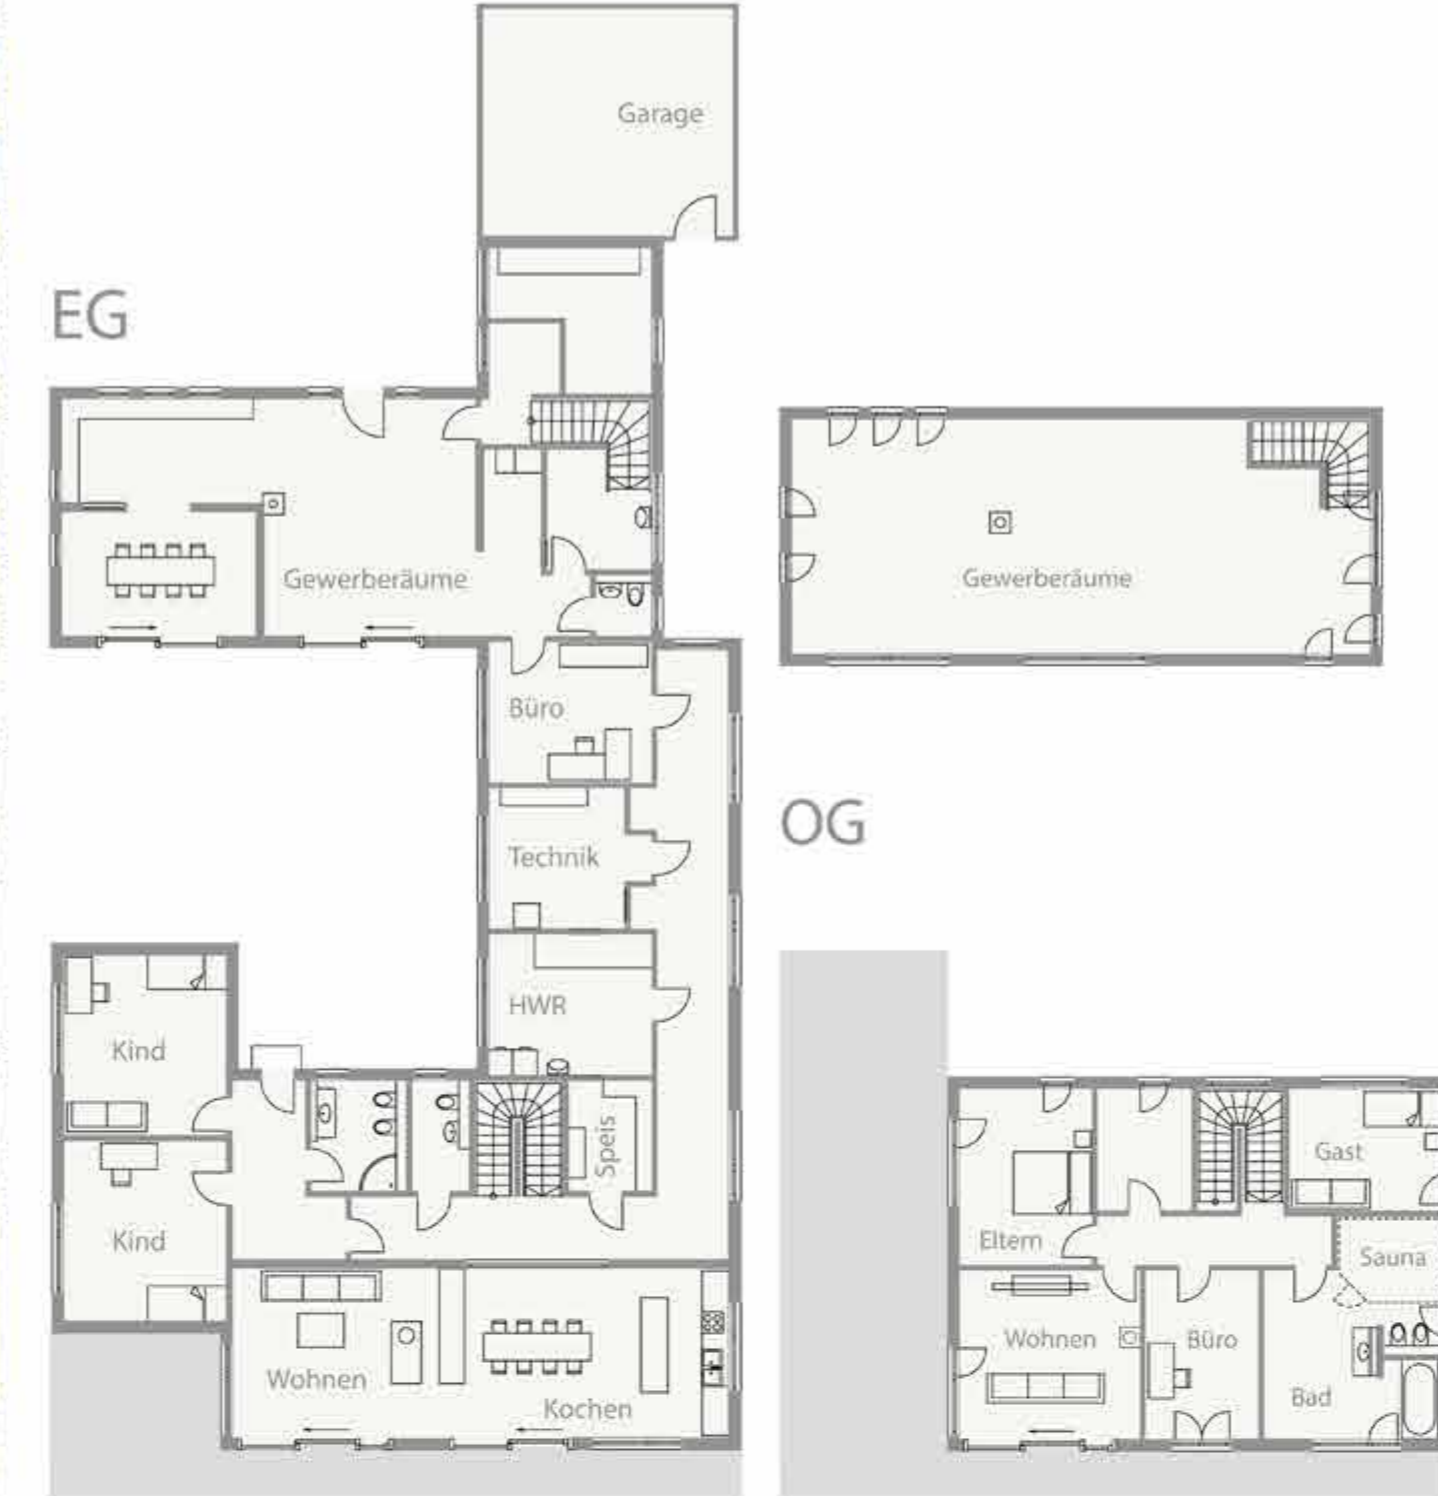 Garage
EG
Gewerberäume
Büro
Technik
HWR
Kind
Speis
Kind
Wohnen
Kochen
Gewerberäume
OG
Gast
Eltern
Sauna
Wohnen
Büro
Bad